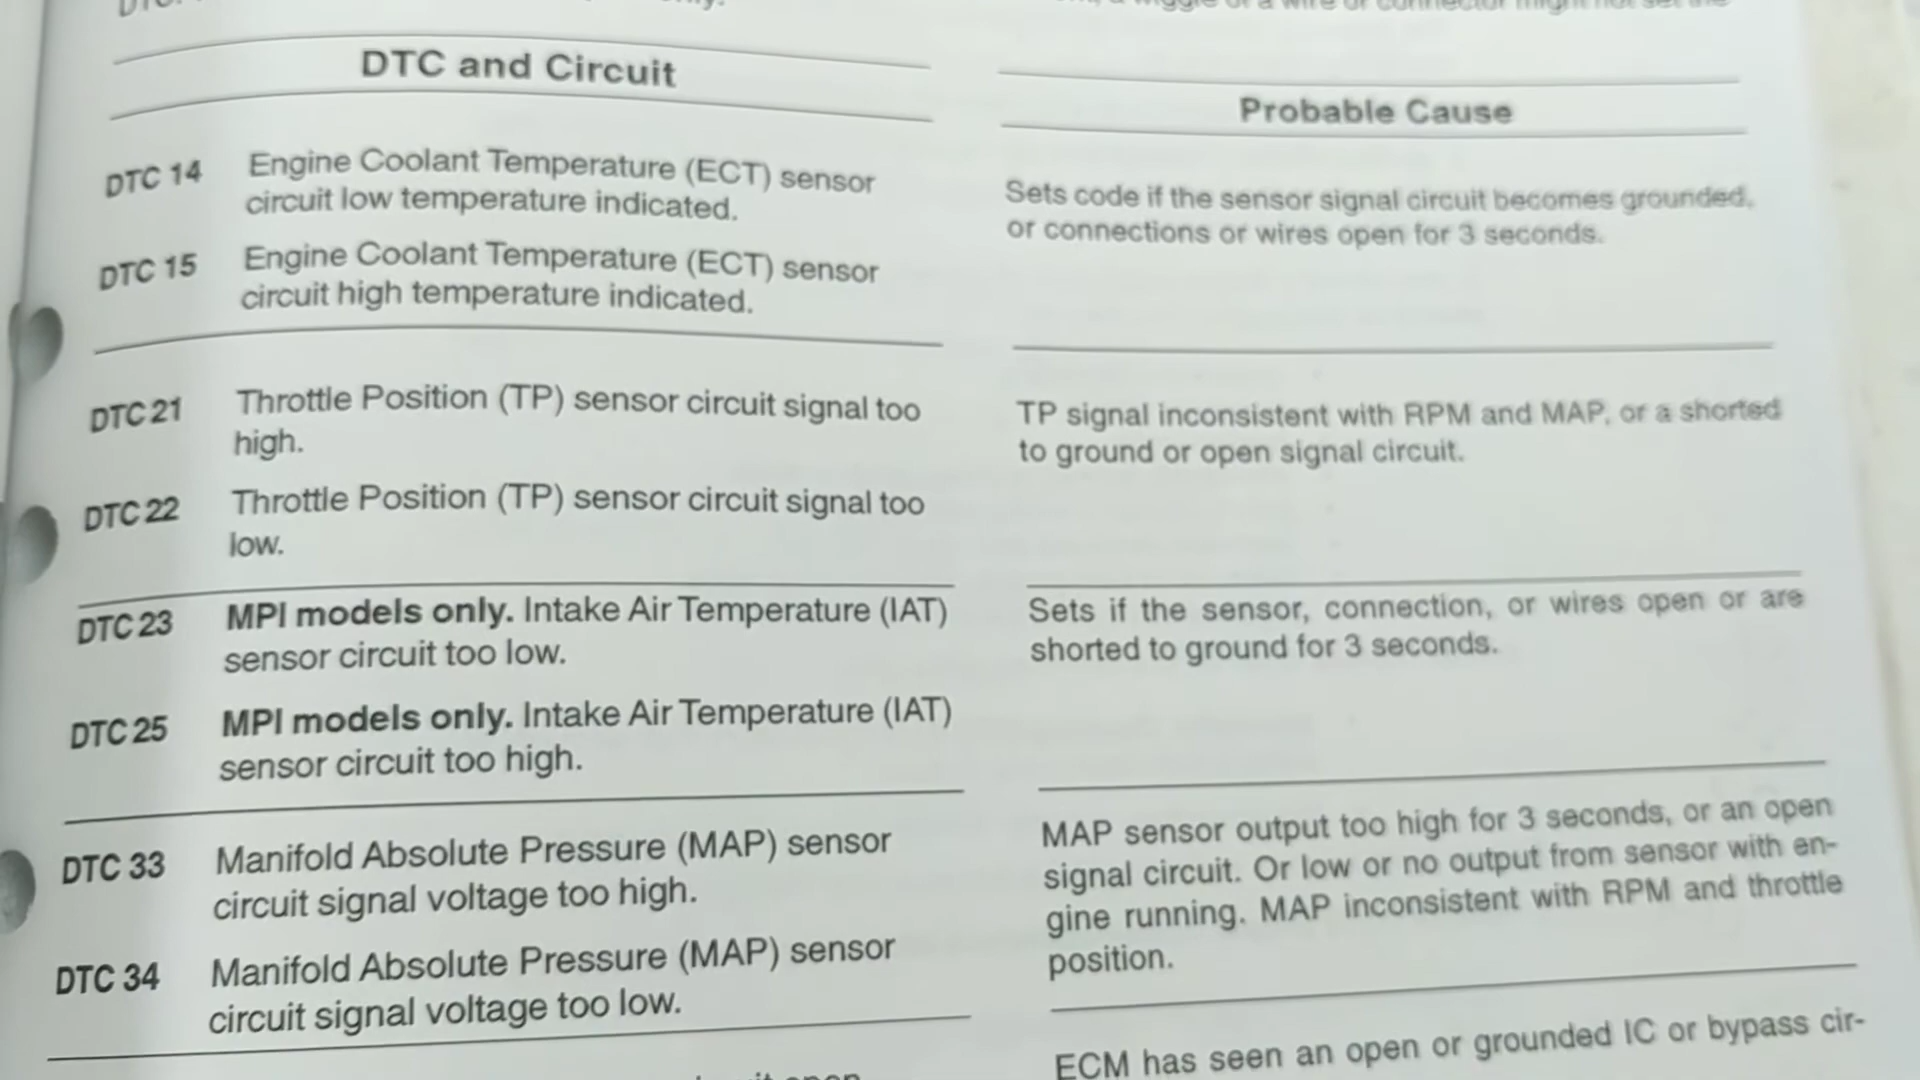 DTC and Circuit
Probable Cause
DTC 14 Engine Coolant Temperature (ECT) sensor
circuit low temperature indicated.
Sets code if the sensor signal circuit becomes grounded,
or connections or wires open for 3 seconds.
DTC 15 Engine Coolant Temperature (ECT) sensor
circuit high temperature indicated.
DTC 21 Throttle Position (TP) sensor circuit signal too
high.
TP signal inconsistent with RPM and MAP, or a shorted
to ground or open signal circuit.
DTC 22 Throttle Position (TP) sensor circuit signal too
low.
DTC 23 MPI models only. Intake Air Temperature (IAT)
sensor circuit too low.
Sets if the sensor, connection, or wires open or are
shorted to ground for 3 seconds.
DTC 25 MPI models only. Intake Air Temperature (IAT)
sensor circuit too high.
DTC 33 Manifold Absolute Pressure (MAP) sensor
circuit signal voltage too high.
MAP sensor output too high for 3 seconds, or an open
signal circuit. Or low or no output from sensor with en-
gine running. MAP inconsistent with RPM and throttle
position.
DTC 34 Manifold Absolute Pressure (MAP) sensor
circuit signal voltage too low.
ECM has seen an open or grounded IC or bypass cir-